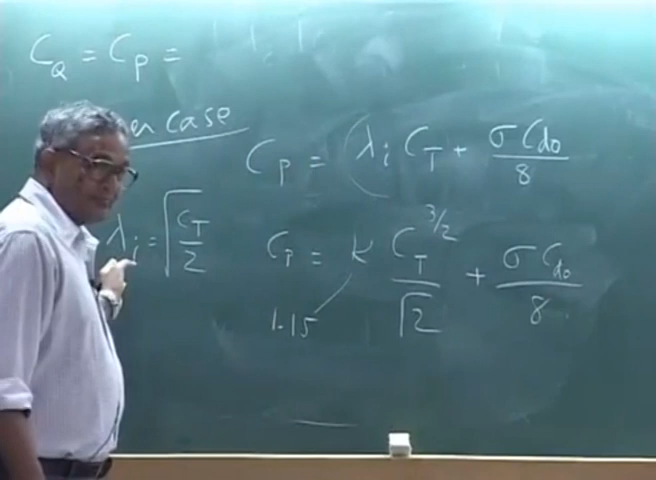 C_Q = C_P =
er case
C_P = (λ_i C_T + σ C_do / 8
λ_i = √(C_T / 2)
C_P = K C_T^3/2 / √2 + σ C_do / 8
1.15